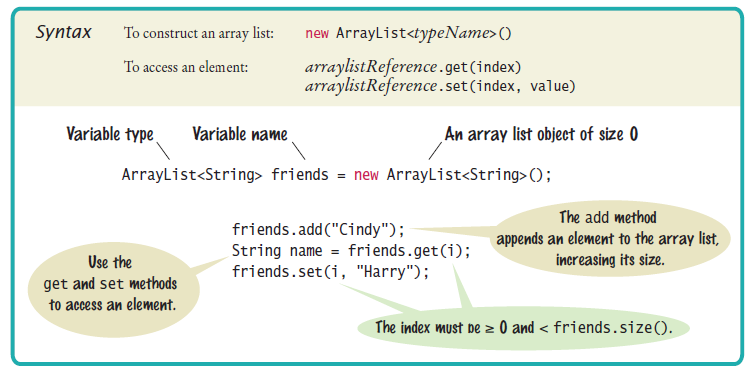 Syntax
To construct an array list: new ArrayList<typeName>()
To access an element: arraylistReference.get(index)
arraylistReference.set(index, value)
Variable type Variable name An array list object of size 0
ArrayList<String> friends = new ArrayList<String>();
friends.add("Cindy");
String name = friends.get(i);
friends.set(i, "Harry");
The add method
appends an element to the array list,
increasing its size.
Use the
get and set methods
to access an element.
The index must be ≥ 0 and < friends.size().